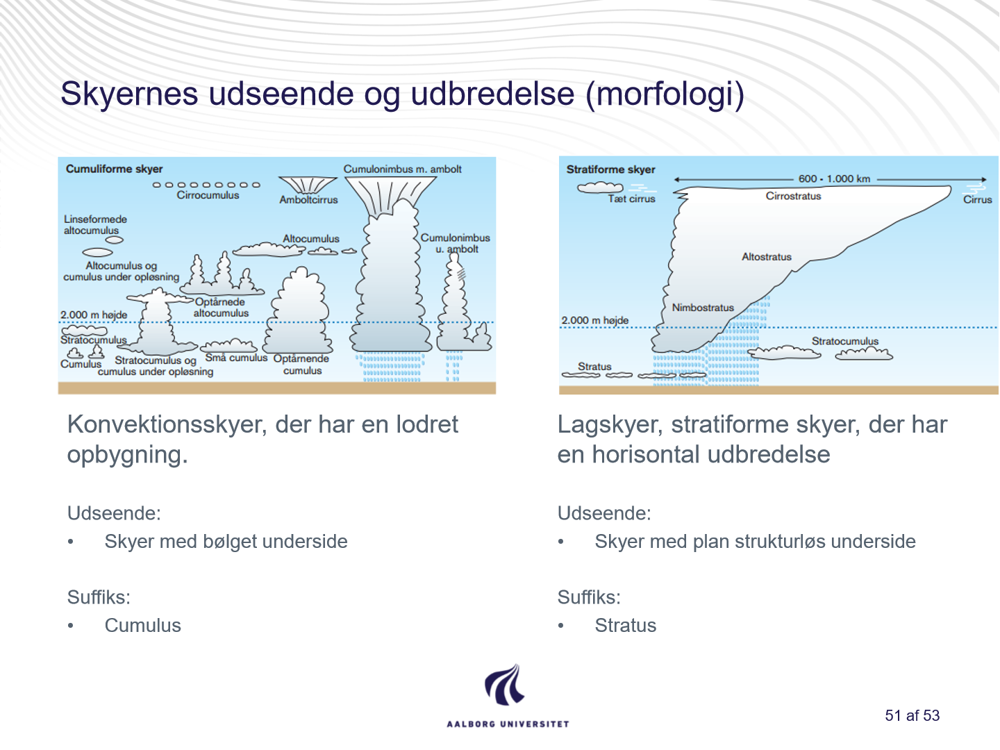 Skyernes udseende og udbredelse (morfologi)
Cumuliforme skyer
Cumulonimbus m. ambolt
Cirrocumulus
Amboltcirrus
Linseformede
altocumulus
Altocumulus
Cumulonimbus
u. ambolt
Altocumulus og
cumulus under opløsning
Optårnede
altocumulus
2.000 m højde
Stratocumulus
Cumulus
Stratocumulus og
cumulus under opløsning
Små cumulus
Optårnende
cumulus
Stratiforme skyer
600 - 1.000 km
Tæt cirrus
Cirrostratus
Cirrus
Altostratus
Nimbostratus
2.000 m højde
Stratocumulus
Stratus
Konvektionsskyer, der har en lodret
opbygning.
Udseende:
• Skyer med bølget underside
Suffiks:
• Cumulus
Lagskyer, stratiforme skyer, der har
en horisontal udbredelse
Udseende:
• Skyer med plan strukturløs underside
Suffiks:
• Stratus
AALBORG UNIVERSITET
51 af 53